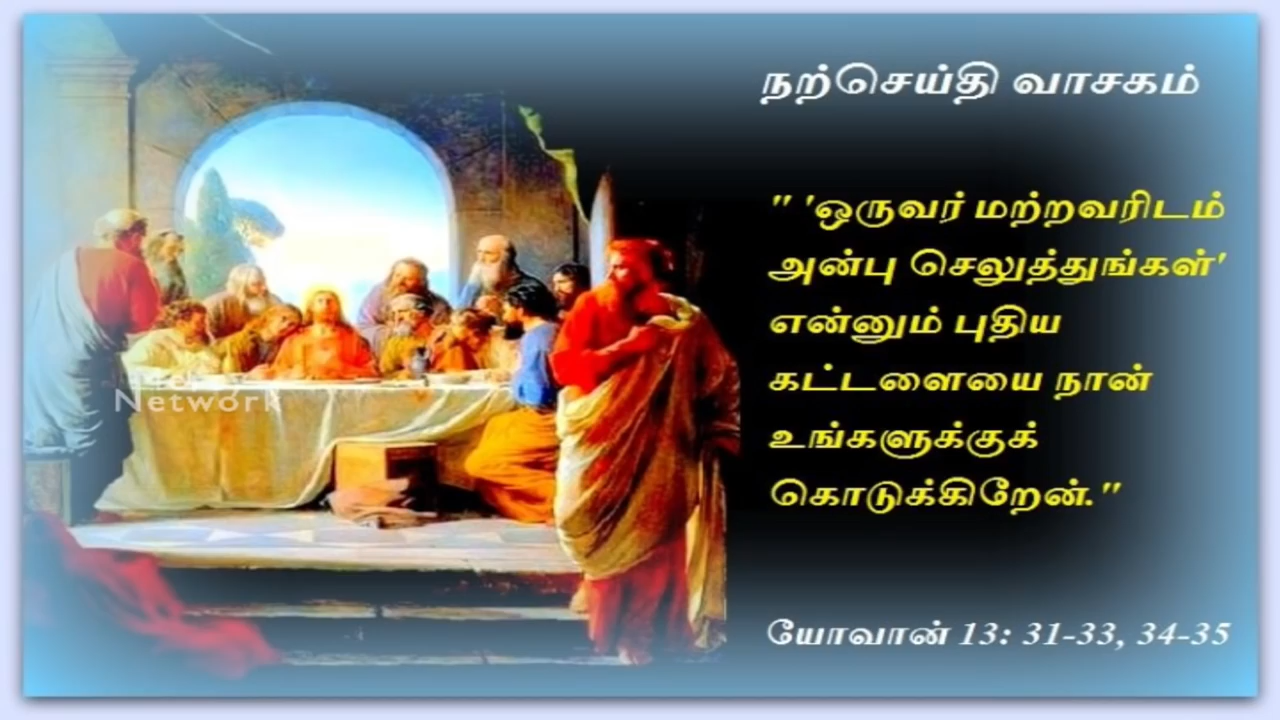 நற்செய்தி வாசகம்
" 'ஒருவர் மற்றவரிடம்
அன்பு செலுத்துங்கள்'
என்னும் புதிய
கட்டளையை நான்
உங்களுக்குக்
கொடுக்கிறேன்."
யோவான் 13: 31-33, 34-35
Network